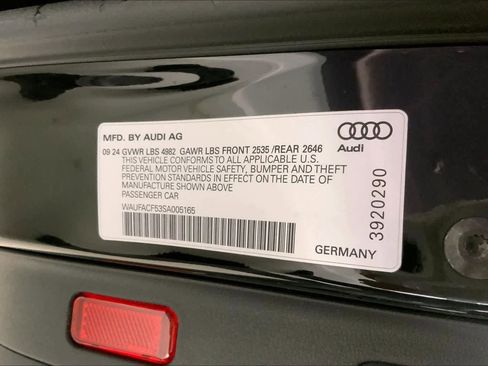 MFD. BY AUDI AG
09 24 GVWR LBS 4982 GAWR LBS FRONT 2535 /REAR 2646
THIS VEHICLE CONFORMS TO ALL APPLICABLE U.S.
FEDERAL MOTOR VEHICLE SAFETY, BUMPER AND THEFT
PREVENTION STANDARDS IN EFFECT ON THE DATE OF
MANUFACTURE SHOWN ABOVE
PASSENGER CAR
WAUFACF53SA005165
Audi
3920290
GERMANY